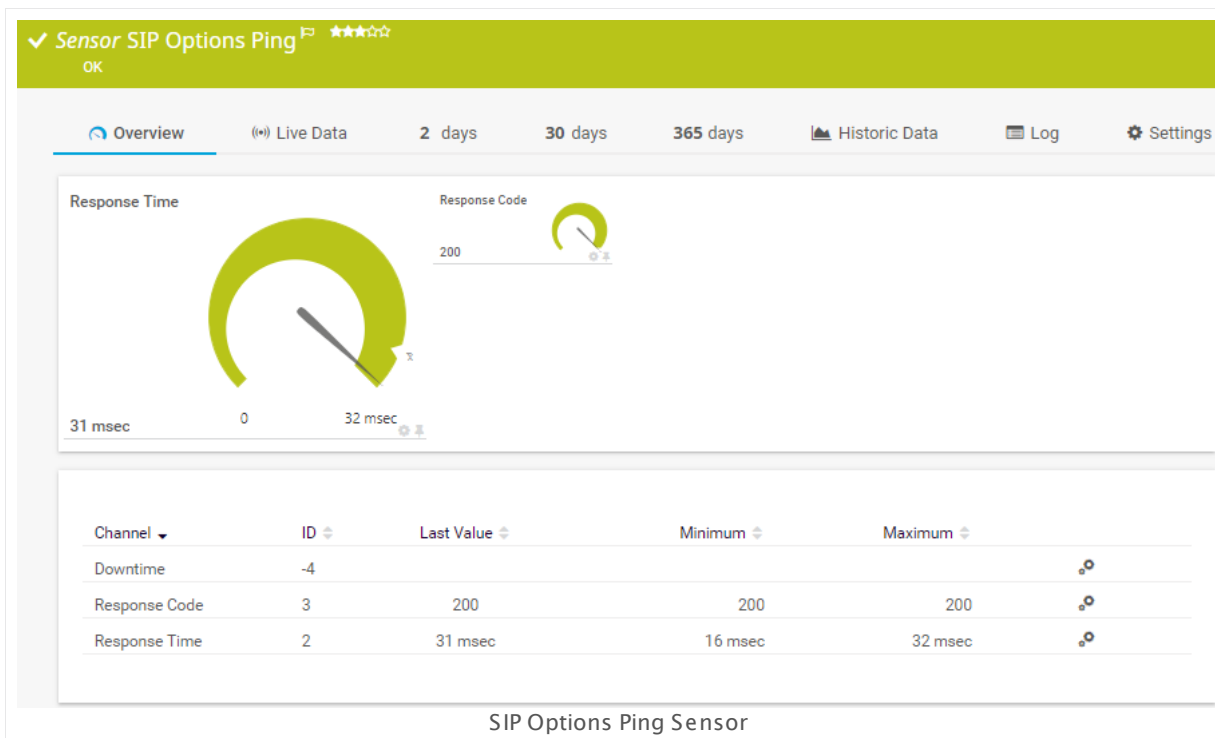 Sensor SIP Options Ping
OK
Overview Live Data 2 days 30 days 365 days Historic Data Log Settings
Response Time
Response Code
200
0 32 msec
31 msec
Channel ID Last Value Minimum Maximum
Downtime -4
Response Code 3 200 200 200
Response Time 2 31 msec 16 msec 32 msec
SIP Options Ping Sensor